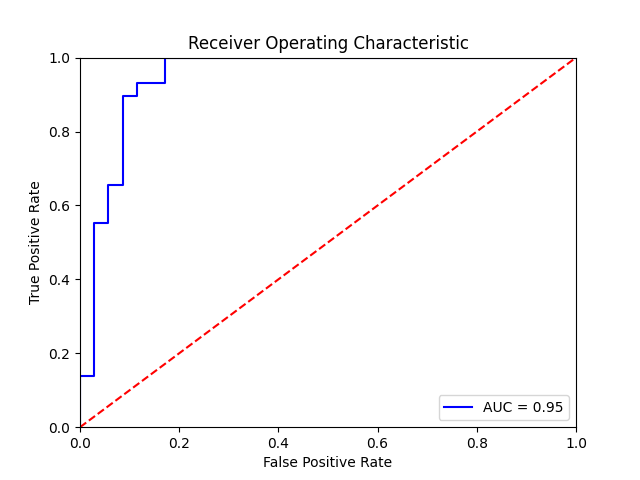 Receiver Operating Characteristic
1.0
0.8
0.6
0.4
0.2
0.0
True Positive Rate
AUC = 0.95
0.0 0.2 0.4 0.6 0.8 1.0
False Positive Rate